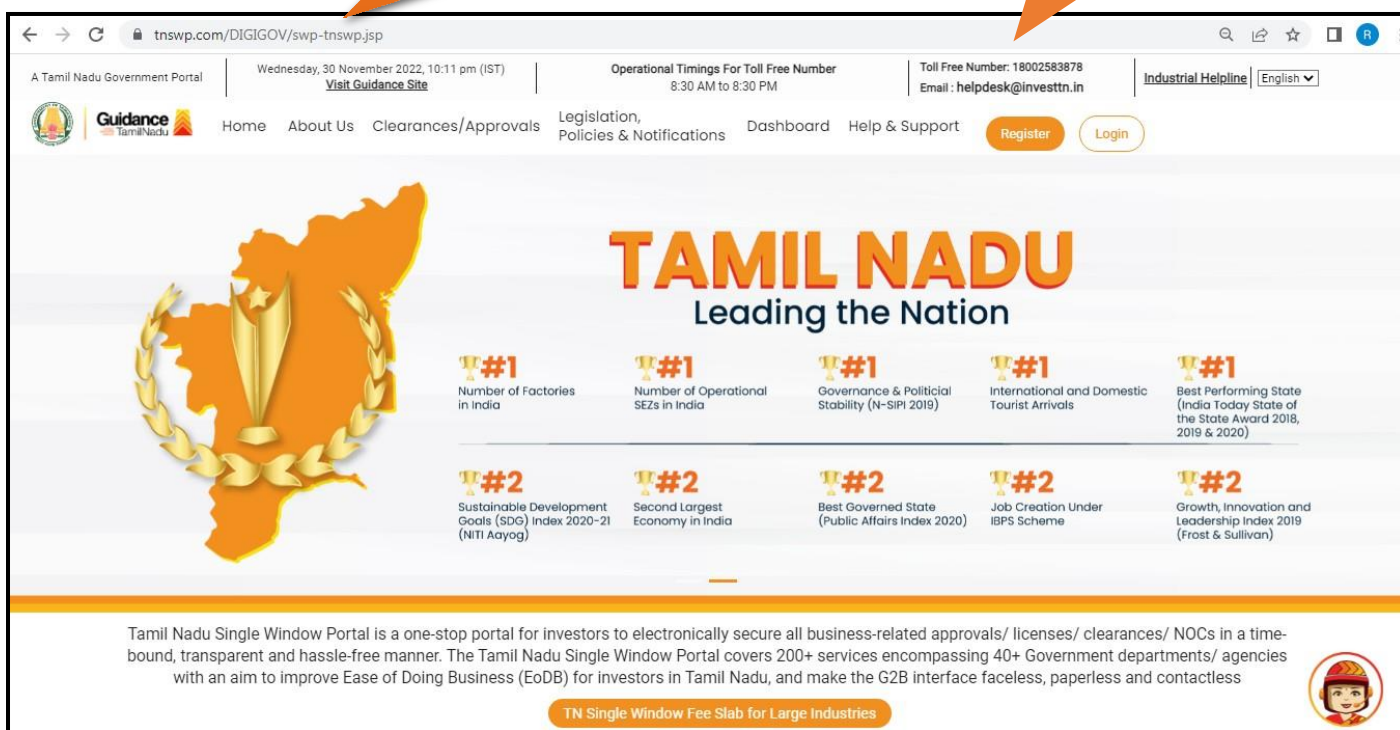 tnswp.com/DIGIGOV/swp-tnswp.jsp
R
A Tamil Nadu Government Portal
Wednesday, 30 November 2022, 10:11 pm (IST)
Visit Guidance Site
Operational Timings For Toll Free Number
8:30 AM to 8:30 PM
Toll Free Number: 18002583878
Email : helpdesk@investtn.in
Industrial Helpline
English
Guidance
TamilNadu
Home
About Us
Clearances/Approvals
Legislation,
Policies & Notifications
Dashboard
Help & Support
Register
Login
TAMIL NADU
Leading the Nation
#1
Number of Factories
in India
#1
Number of Operational
SEZs in India
#1
Governance & Politicial
Stability (N-SIPI 2019)
#1
International and Domestic
Tourist Arrivals
#1
Best Performing State
(India Today State of
the State Award 2018,
2019 & 2020)
#2
Sustainable Development
Goals (SDG) Index 2020-21
(NITI Aayog)
#2
Second Largest
Economy in India
#2
Best Governed State
(Public Affairs Index 2020)
#2
Job Creation Under
IBPS Scheme
#2
Growth, Innovation and
Leadership Index 2019
(Frost & Sullivan)
Tamil Nadu Single Window Portal is a one-stop portal for investors to electronically secure all business-related approvals/ licenses/ clearances/ NOCs in a time-
bound, transparent and hassle-free manner. The Tamil Nadu Single Window Portal covers 200+ services encompassing 40+ Government departments/ agencies
with an aim to improve Ease of Doing Business (EoDB) for investors in Tamil Nadu, and make the G2B interface faceless, paperless and contactless
TN Single Window Fee Slab for Large Industries